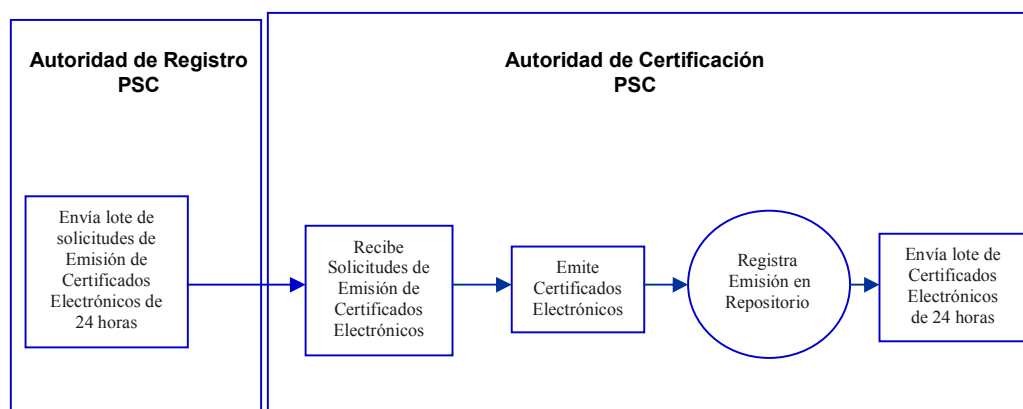 Autoridad de Registro
PSC
Autoridad de Certificación
PSC
Envía lote de
solicitudes de
Emisión de
Certificados
Electrónicos de
24 horas
Recibe
Solicitudes de
Emisión de
Certificados
Electrónicos
Emite
Certificados
Electrónicos
Registra
Emisión en
Repositorio
Envía lote de
Certificados
Electrónicos
de 24 horas